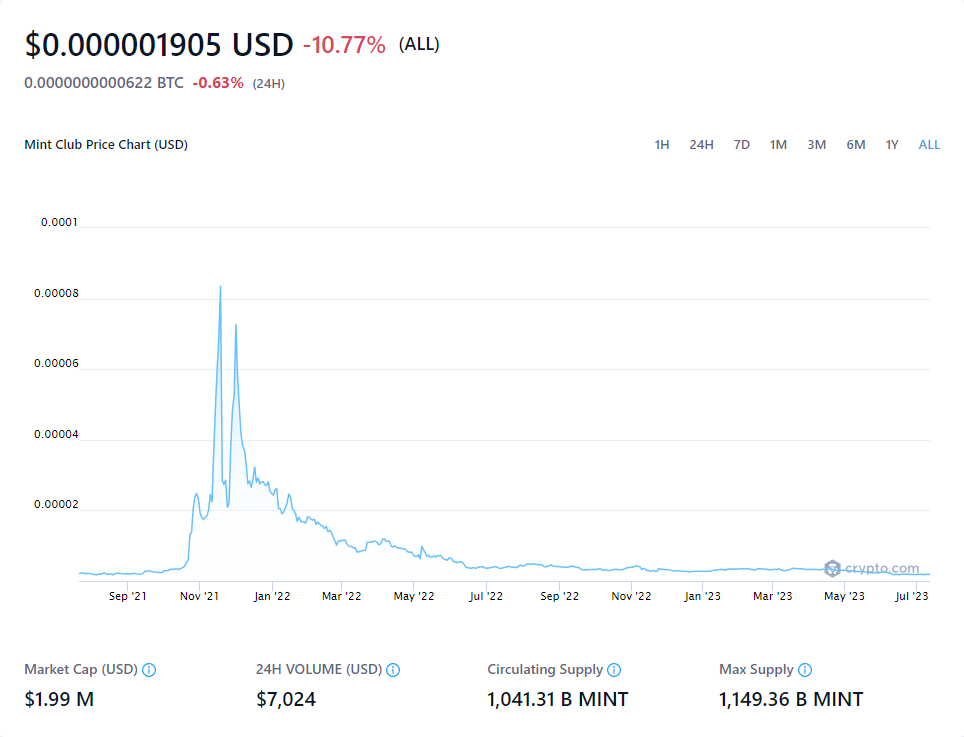 $0.000001905 USD -10.77% (ALL)
0.0000000000622 BTC -0.63% (24H)
Mint Club Price Chart (USD) 1H 24H 7D 1M 3M 6M 1Y ALL
0.0001
0.00008
0.00006
0.00004
0.00002
crypto.com
Sep '21 Nov '21 Jan '22 Mar '22 May '22 Jul '22 Sep '22 Nov '22 Jan '23 Mar '23 May '23 Jul '23
Market Cap (USD) 24H VOLUME (USD) Circulating Supply Max Supply
$1.99 M $7,024 1,041.31 B MINT 1,149.36 B MINT